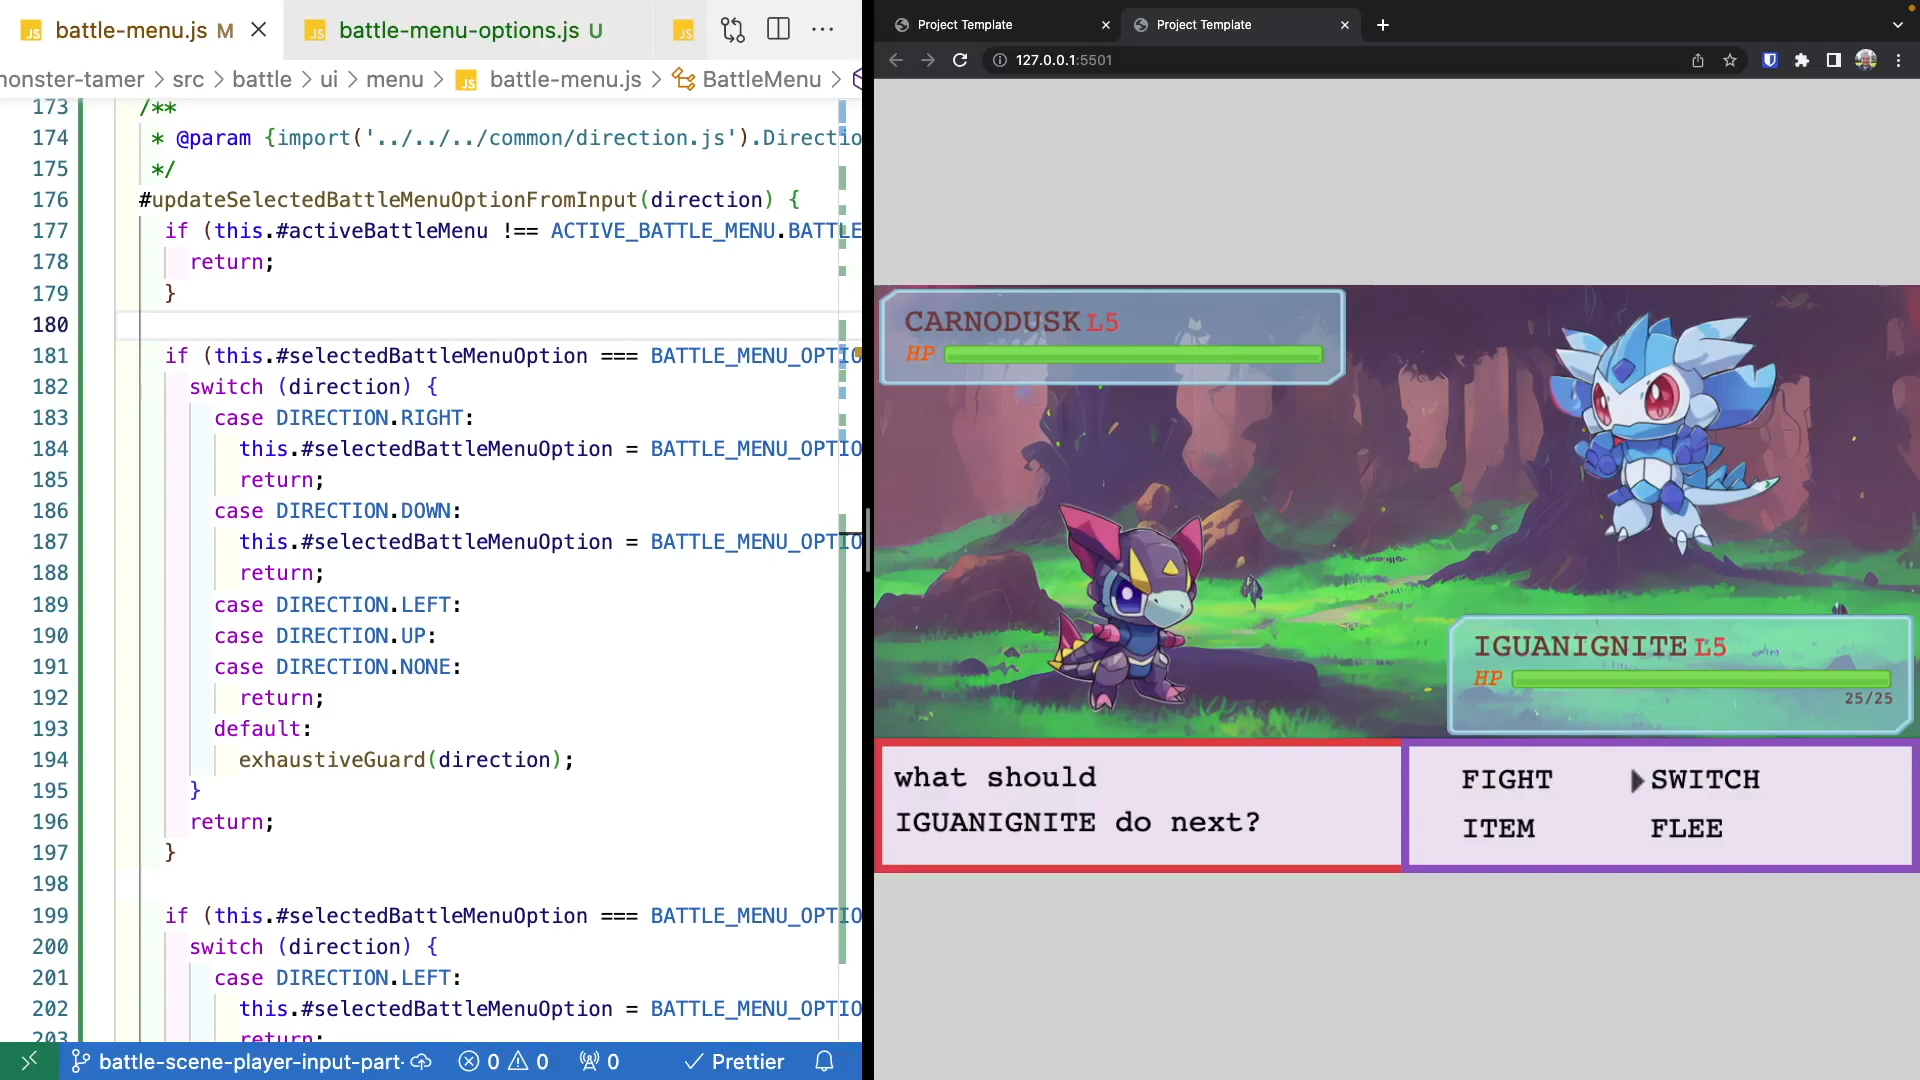 battle-menu.js M
battle-menu-options.js U
monster-tamer > src > battle > ui > menu > battle-menu.js > BattleMenu >
173 /**
174 * @param {import('../../../common/direction.js').Directio
175 */
176 #updateSelectedBattleMenuOptionFromInput(direction) {
177 if (this.#activeBattleMenu !== ACTIVE_BATTLE_MENU.BATTLE
178 return;
179 }
180
181 if (this.#selectedBattleMenuOption === BATTLE_MENU_OPTIO
182 switch (direction) {
183 case DIRECTION.RIGHT:
184 this.#selectedBattleMenuOption = BATTLE_MENU_OPTIO
185 return;
186 case DIRECTION.DOWN:
187 this.#selectedBattleMenuOption = BATTLE_MENU_OPTIO
188 return;
189 case DIRECTION.LEFT:
190 case DIRECTION.UP:
191 case DIRECTION.NONE:
192 return;
193 default:
194 exhaustiveGuard(direction);
195 }
196 return;
197 }
198
199 if (this.#selectedBattleMenuOption === BATTLE_MENU_OPTIO
200 switch (direction) {
201 case DIRECTION.LEFT:
202 this.#selectedBattleMenuOption = BATTLE_MENU_OPTIO
203 return;
battle-scene-player-input-part- 0 0 0 Prettier
Project Template
Project Template
127.0.0.1:5501
CARNODUSK L5
HP
IGUANIGNITE L5
HP
25/25
what should
IGUANIGNITE do next?
FIGHT SWITCH
ITEM FLEE